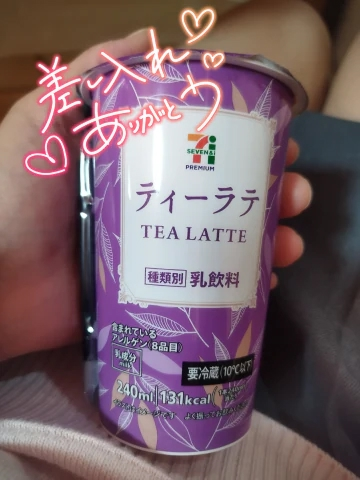 差し入れ
ありがとう
7i
SEVEN&i
PREMIUM
ティーラテ
TEA LATTE
種類別 乳飲料
含まれている
アレルゲン(8品目)
乳成分
milk
要冷蔵(10℃以下)
240ml 131kcal